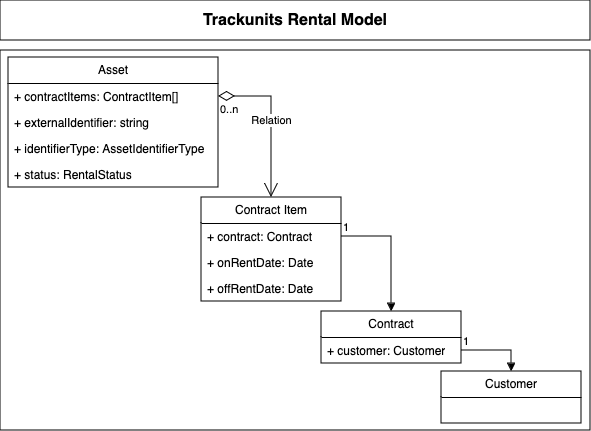 Trackunits Rental Model
Asset
+ contractItems: ContractItem[]
+ externalIdentifier: string
+ identifierType: AssetIdentifierType
+ status: RentalStatus
0..n
Relation
Contract Item
+ contract: Contract
+ onRentDate: Date
+ offRentDate: Date
1
Contract
+ customer: Customer
1
Customer